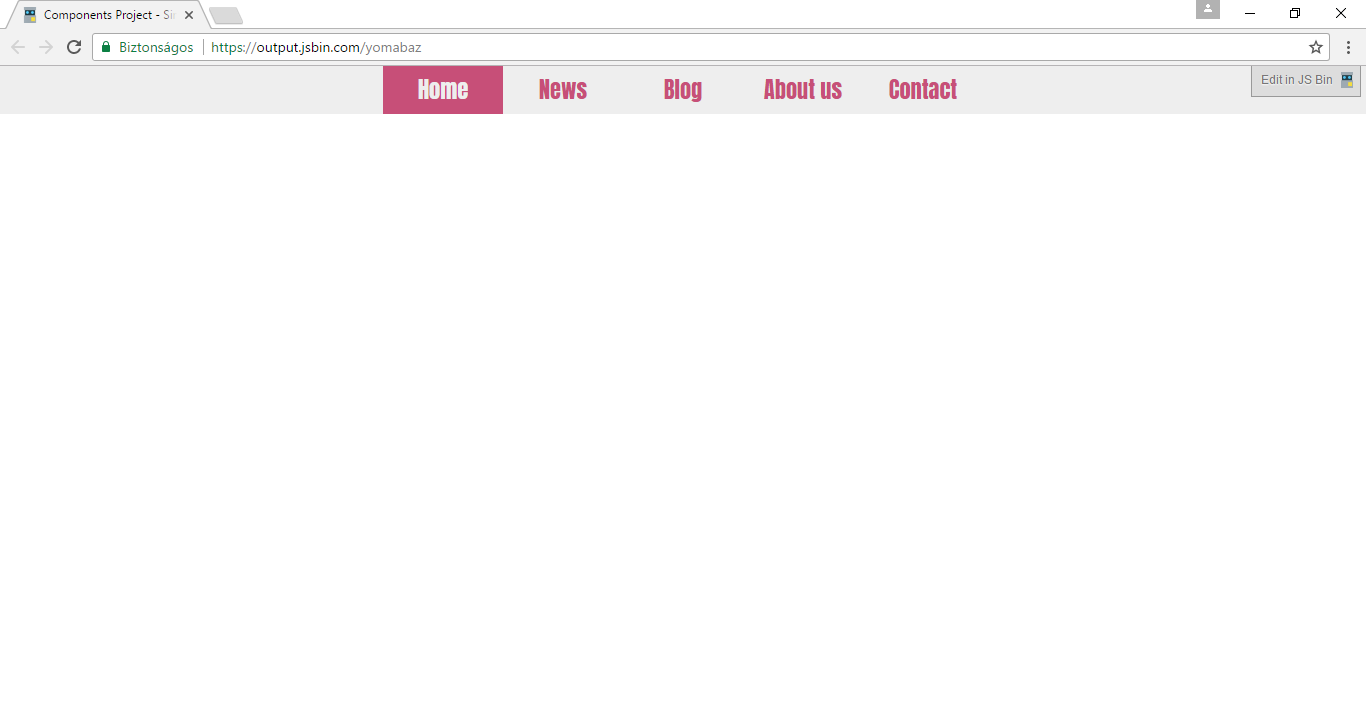 Components Project - Si
Biztonságos https://output.jsbin.com/yomabaz
Home News Blog About us Contact
Edit in JS Bin